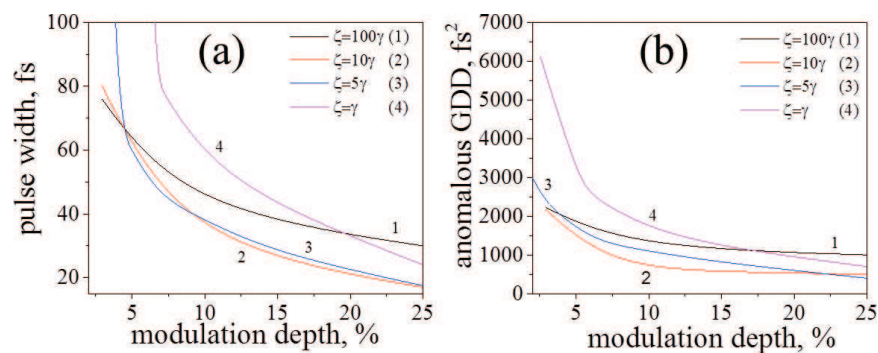 (a)
ζ=100γ (1)
ζ=10γ (2)
ζ=5γ (3)
ζ=γ (4)
100
80
60
40
20
pulse width, fs
4
1
3
2
5
10
15
20
25
modulation depth, %
(b)
ζ=100γ (1)
ζ=10γ (2)
ζ=5γ (3)
ζ=γ (4)
7000
6000
5000
4000
3000
2000
1000
0
anomalous GDD, fs²
3
4
1
2
5
10
15
20
25
modulation depth, %